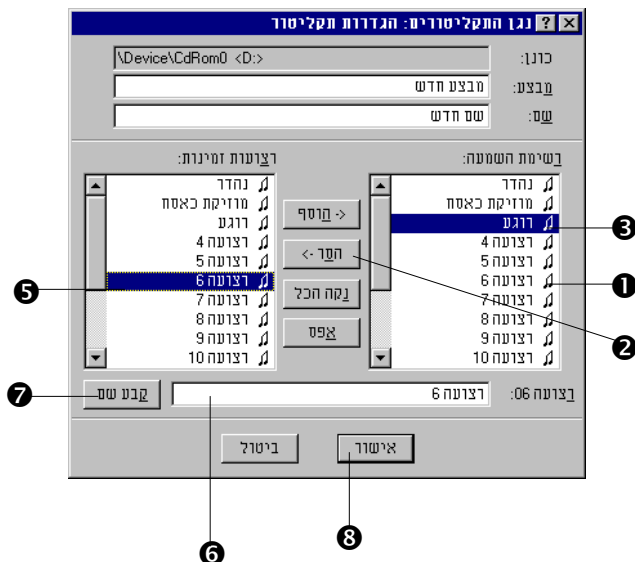 נגן התקליטורים: הגדרות תקליטור
כונן: \Device\CdRom0 <D:>
מבצע: מבצע חדש
שם: שם חדש
רשימת השמעה:
נהדר
מוזיקת כאסח
רוגע
רצועה 4
רצועה 5
רצועה 6
רצועה 7
רצועה 8
רצועה 9
רצועה 10
<- הוסף
הסר ->
נקה הכל
אפס
רצועות זמינות:
נהדר
מוזיקת כאסח
רוגע
רצועה 4
רצועה 5
רצועה 6
רצועה 7
רצועה 8
רצועה 9
רצועה 10
רצועה 06: רצועה 6 קבע שם
אישור ביטול
3
1
2
5
7
6
8